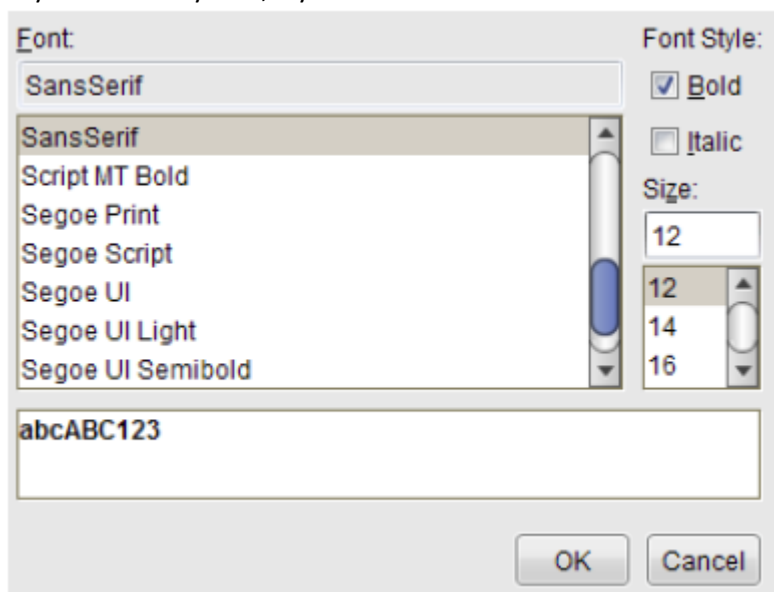 Font:
SansSerif
SansSerif
Script MT Bold
Segoe Print
Segoe Script
Segoe UI
Segoe UI Light
Segoe UI Semibold
Font Style:
Bold
Italic
Size:
12
12
14
16
abcABC123
OK
Cancel